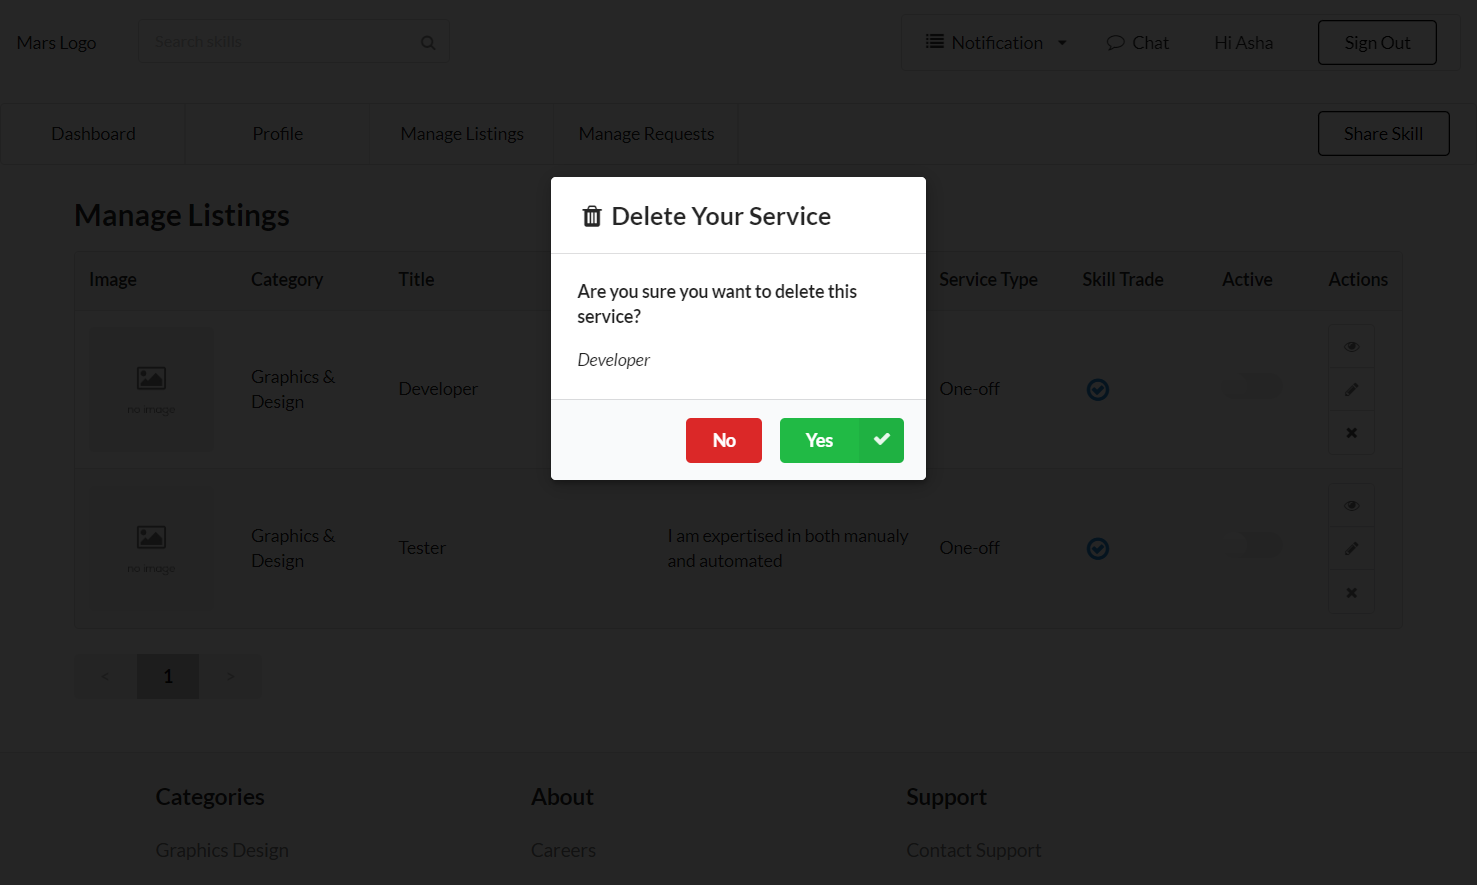 Mars Logo
Search skills
Notification
Chat
Hi Asha
Sign Out
Dashboard
Profile
Manage Listings
Manage Requests
Share Skill
Manage Listings
Delete Your Service
Are you sure you want to delete this
service?
Developer
No
Yes
Image
Category
Title
Service Type
Skill Trade
Active
Actions
no image
Graphics &
Design
Developer
One-off
no image
Graphics &
Design
Tester
I am expertised in both manualy
and automated
One-off
<
1
>
Categories
About
Support
Graphics Design
Careers
Contact Support